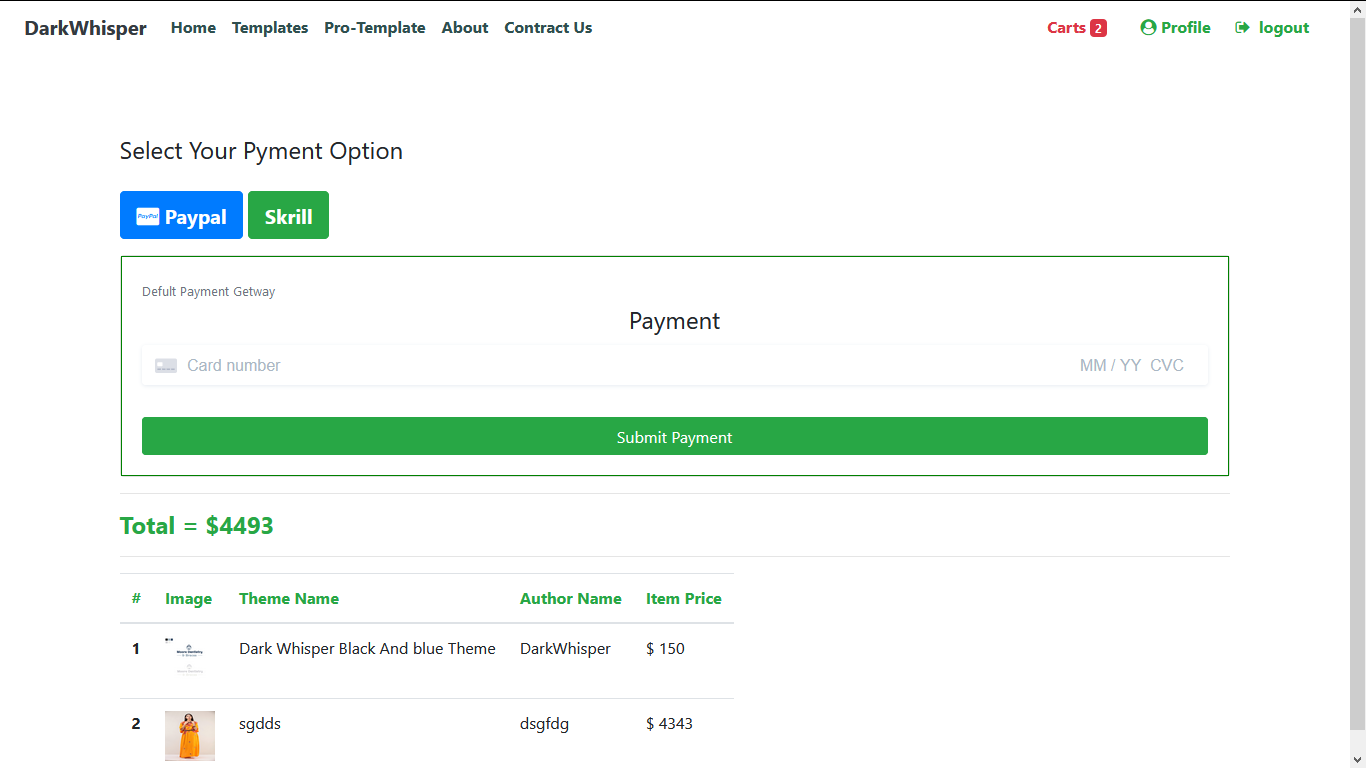 DarkWhisper Home Templates Pro-Template About Contract Us Carts 2 Profile logout
Select Your Pyment Option
PayPal Paypal Skrill
Defult Payment Getway
Payment
Card number MM / YY CVC
Submit Payment
Total = $4493
# Image Theme Name Author Name Item Price
1 Dark Whisper Black And blue Theme DarkWhisper $ 150
2 sgdds dsgfdg $ 4343